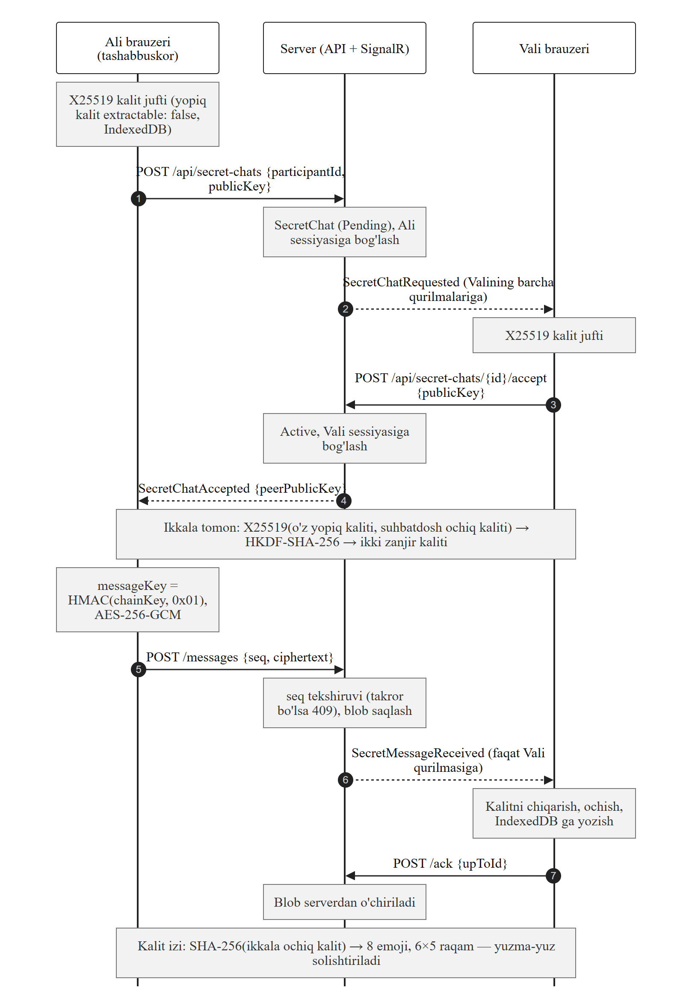 Ali brauzeri
(tashabbuskor)
Server (API + SignalR)
Vali brauzeri
X25519 kalit jufti (yopiq
kalit extractable: false,
IndexedDB)
POST /api/secret-chats {participantId,
publicKey}
1
SecretChat (Pending), Ali
sessiyasiga bog'lash
SecretChatRequested (Valining barcha
qurilmalariga)
2
X25519 kalit jufti
POST /api/secret-chats/{id}/accept
{publicKey}
3
Active, Vali sessiyasiga
bog'lash
SecretChatAccepted {peerPublicKey}
4
Ikkala tomon: X25519(o'z yopiq kaliti, suhbatdosh ochiq kaliti) →
HKDF-SHA-256 → ikki zanjir kaliti
messageKey =
HMAC(chainKey, 0x01),
AES-256-GCM
POST /messages {seq, ciphertext}
5
seq tekshiruvi (takror
bo'lsa 409), blob saqlash
SecretMessageReceived (faqat Vali
qurilmasiga)
6
Kalitni chiqarish, ochish,
IndexedDB ga yozish
POST /ack {upToId}
7
Blob serverdan o'chiriladi
Kalit izi: SHA-256(ikkala ochiq kalit) → 8 emoji, 6×5 raqam — yuzma-yuz
solishtiriladi